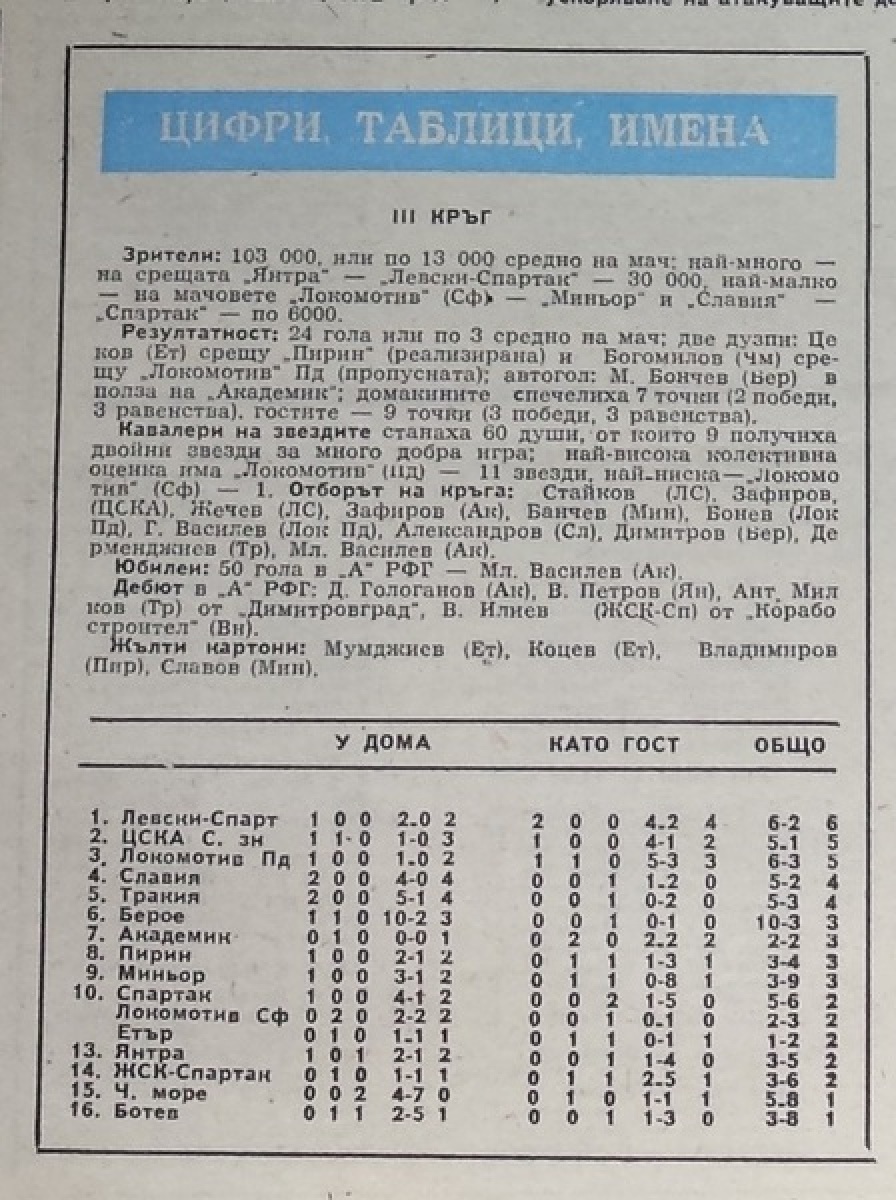 ускоряване на атакуващите
ЦИФРИ, ТАБЛИЦИ, ИМЕНА
III КРЪГ
Зрители: 103 000, или по 13 000 средно на мач; най-много —
на срещата „Янтра“ — „Левски-Спартак“ — 30 000, най-малко
— на мачовете „Локомотив“ (Сф) — „Миньор“ и „Славия“ —
„Спартак“ — по 6000.
Резултатност: 24 гола или по 3 средно на мач; две дузпи: Це
ков (Ет) срещу „Пирин“ (реализирана) и Богомилов (Чм) сре-
щу „Локомотив“ Пд (пропусната); автогол: М. Бончев (Бер) в
полза на „Академик“; домакините спечелиха 7 точки (2 победи,
3 равенства), гостите — 9 точки (3 победи, 3 равенства).
Кавалери на звездите станаха 60 души, от които 9 получиха
двойни звезди за много добра игра; най-висока колективна
оценка има „Локомотив“ (Пд) — 11 звезди, най-ниска—„Локомо
тив“ (Сф) — 1. Отборът на кръга: Стайков (ЛС), Зафиров,
(ЦСКА), Жечев (ЛС), Зафиров (Ак), Банчев (Мин), Бонев (Лок
Пд), Г. Василев (Лок Пд), Александров (Сл), Димитров (Бер), Де
рменджиев (Тр), Мл. Василев (Ак).
Юбилеи: 50 гола в „А“ РФГ — Мл. Василев (Ак).
Дебют в „А“ РФГ: Д. Гологанов (Ак), В. Петров (Ян), Ант. Мил
ков (Тр) от „Димитровград“, В. Илиев (ЖСК-Сп) от „Корабо
строител“ (Вн).
Жълти картони: Мумджиев (Ет), Коцев (Ет), Владимиров
(Пир), Славов (Мин).
У ДОМА КАТО ГОСТ ОБЩО
1. Левски-Спарт 1 0 0 2-0 2 2 0 0 4-2 4 6-2 6
2. ЦСКА С. зн 1 1 0 1-0 3 1 0 0 4-1 2 5-1 5
3. Локомотив Пд 1 0 0 1-0 2 1 1 0 5-3 3 6-3 5
4. Славия 2 0 0 4-0 4 0 0 1 1-2 0 5-2 4
5. Тракия 2 0 0 5-1 4 0 0 1 0-2 0 5-3 4
6. Берое 1 1 0 10-2 3 0 0 1 0-1 0 10-3 3
7. Академик 0 1 0 0-0 1 0 2 0 2-2 2 2-2 3
8. Пирин 1 0 0 2-1 2 0 1 1 1-3 1 3-4 3
9. Миньор 1 0 0 3-1 2 0 1 1 0-8 1 3-9 3
10. Спартак 1 0 0 4-1 2 0 0 2 1-5 0 5-6 2
Локомотив Сф 0 2 0 2-2 2 0 0 1 0-1 0 2-3 2
Етър 0 1 0 1-1 1 0 1 1 0-1 1 1-2 2
13. Янтра 1 0 1 2-1 2 0 0 1 1-4 0 3-5 2
14. ЖСК-Спартак 0 1 0 1-1 1 0 1 1 2-5 1 3-6 2
15. Ч. море 0 0 2 4-7 0 0 1 0 1-1 1 5-8 1
16. Ботев 0 1 1 2-5 1 0 0 1 1-3 0 3-8 1